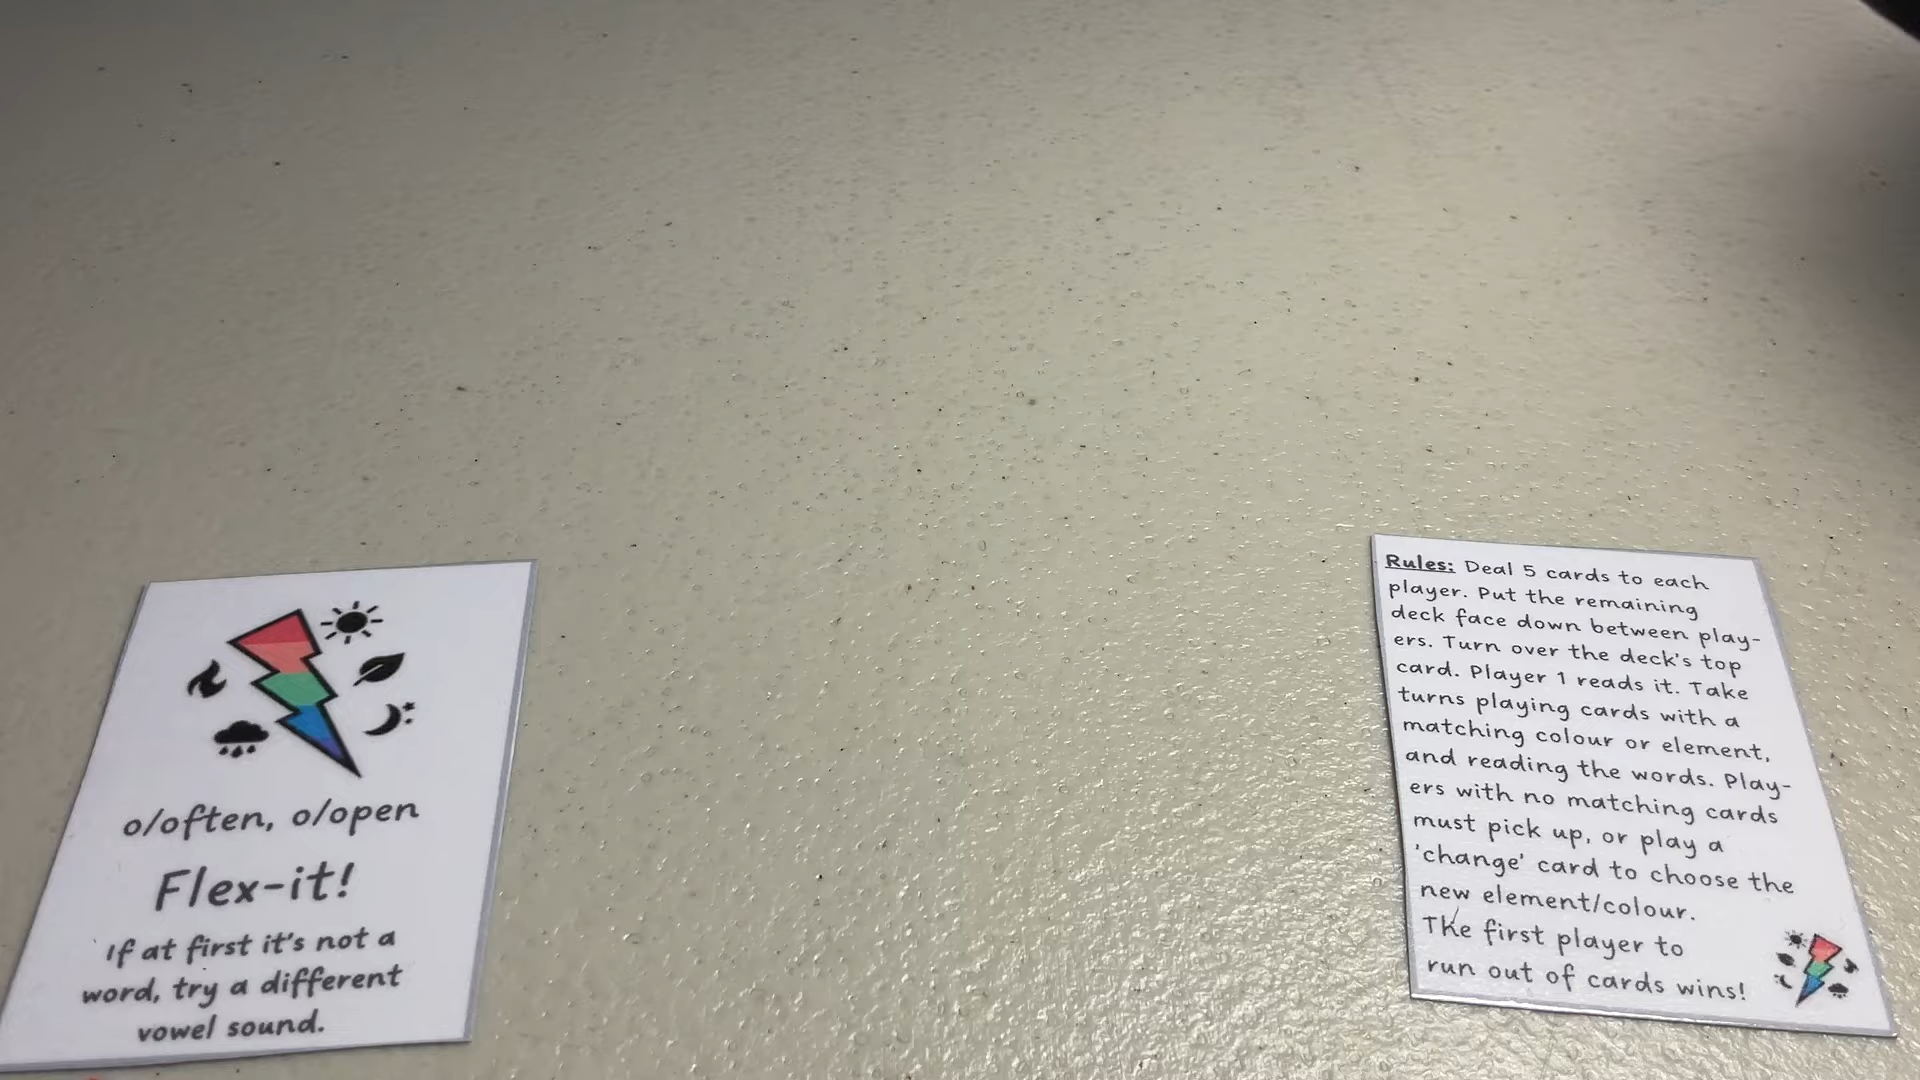 o/often, o/open
Flex-it!
If at first it's not a
word, try a different
vowel sound.
Rules: Deal 5 cards to each
player. Put the remaining
deck face down between play-
ers. Turn over the deck's top
card. Player 1 reads it. Take
turns playing cards with a
matching colour or element,
and reading the words. Play-
ers with no matching cards
must pick up, or play a
'change' card to choose the
new element/colour.
The first player to
run out of cards wins!